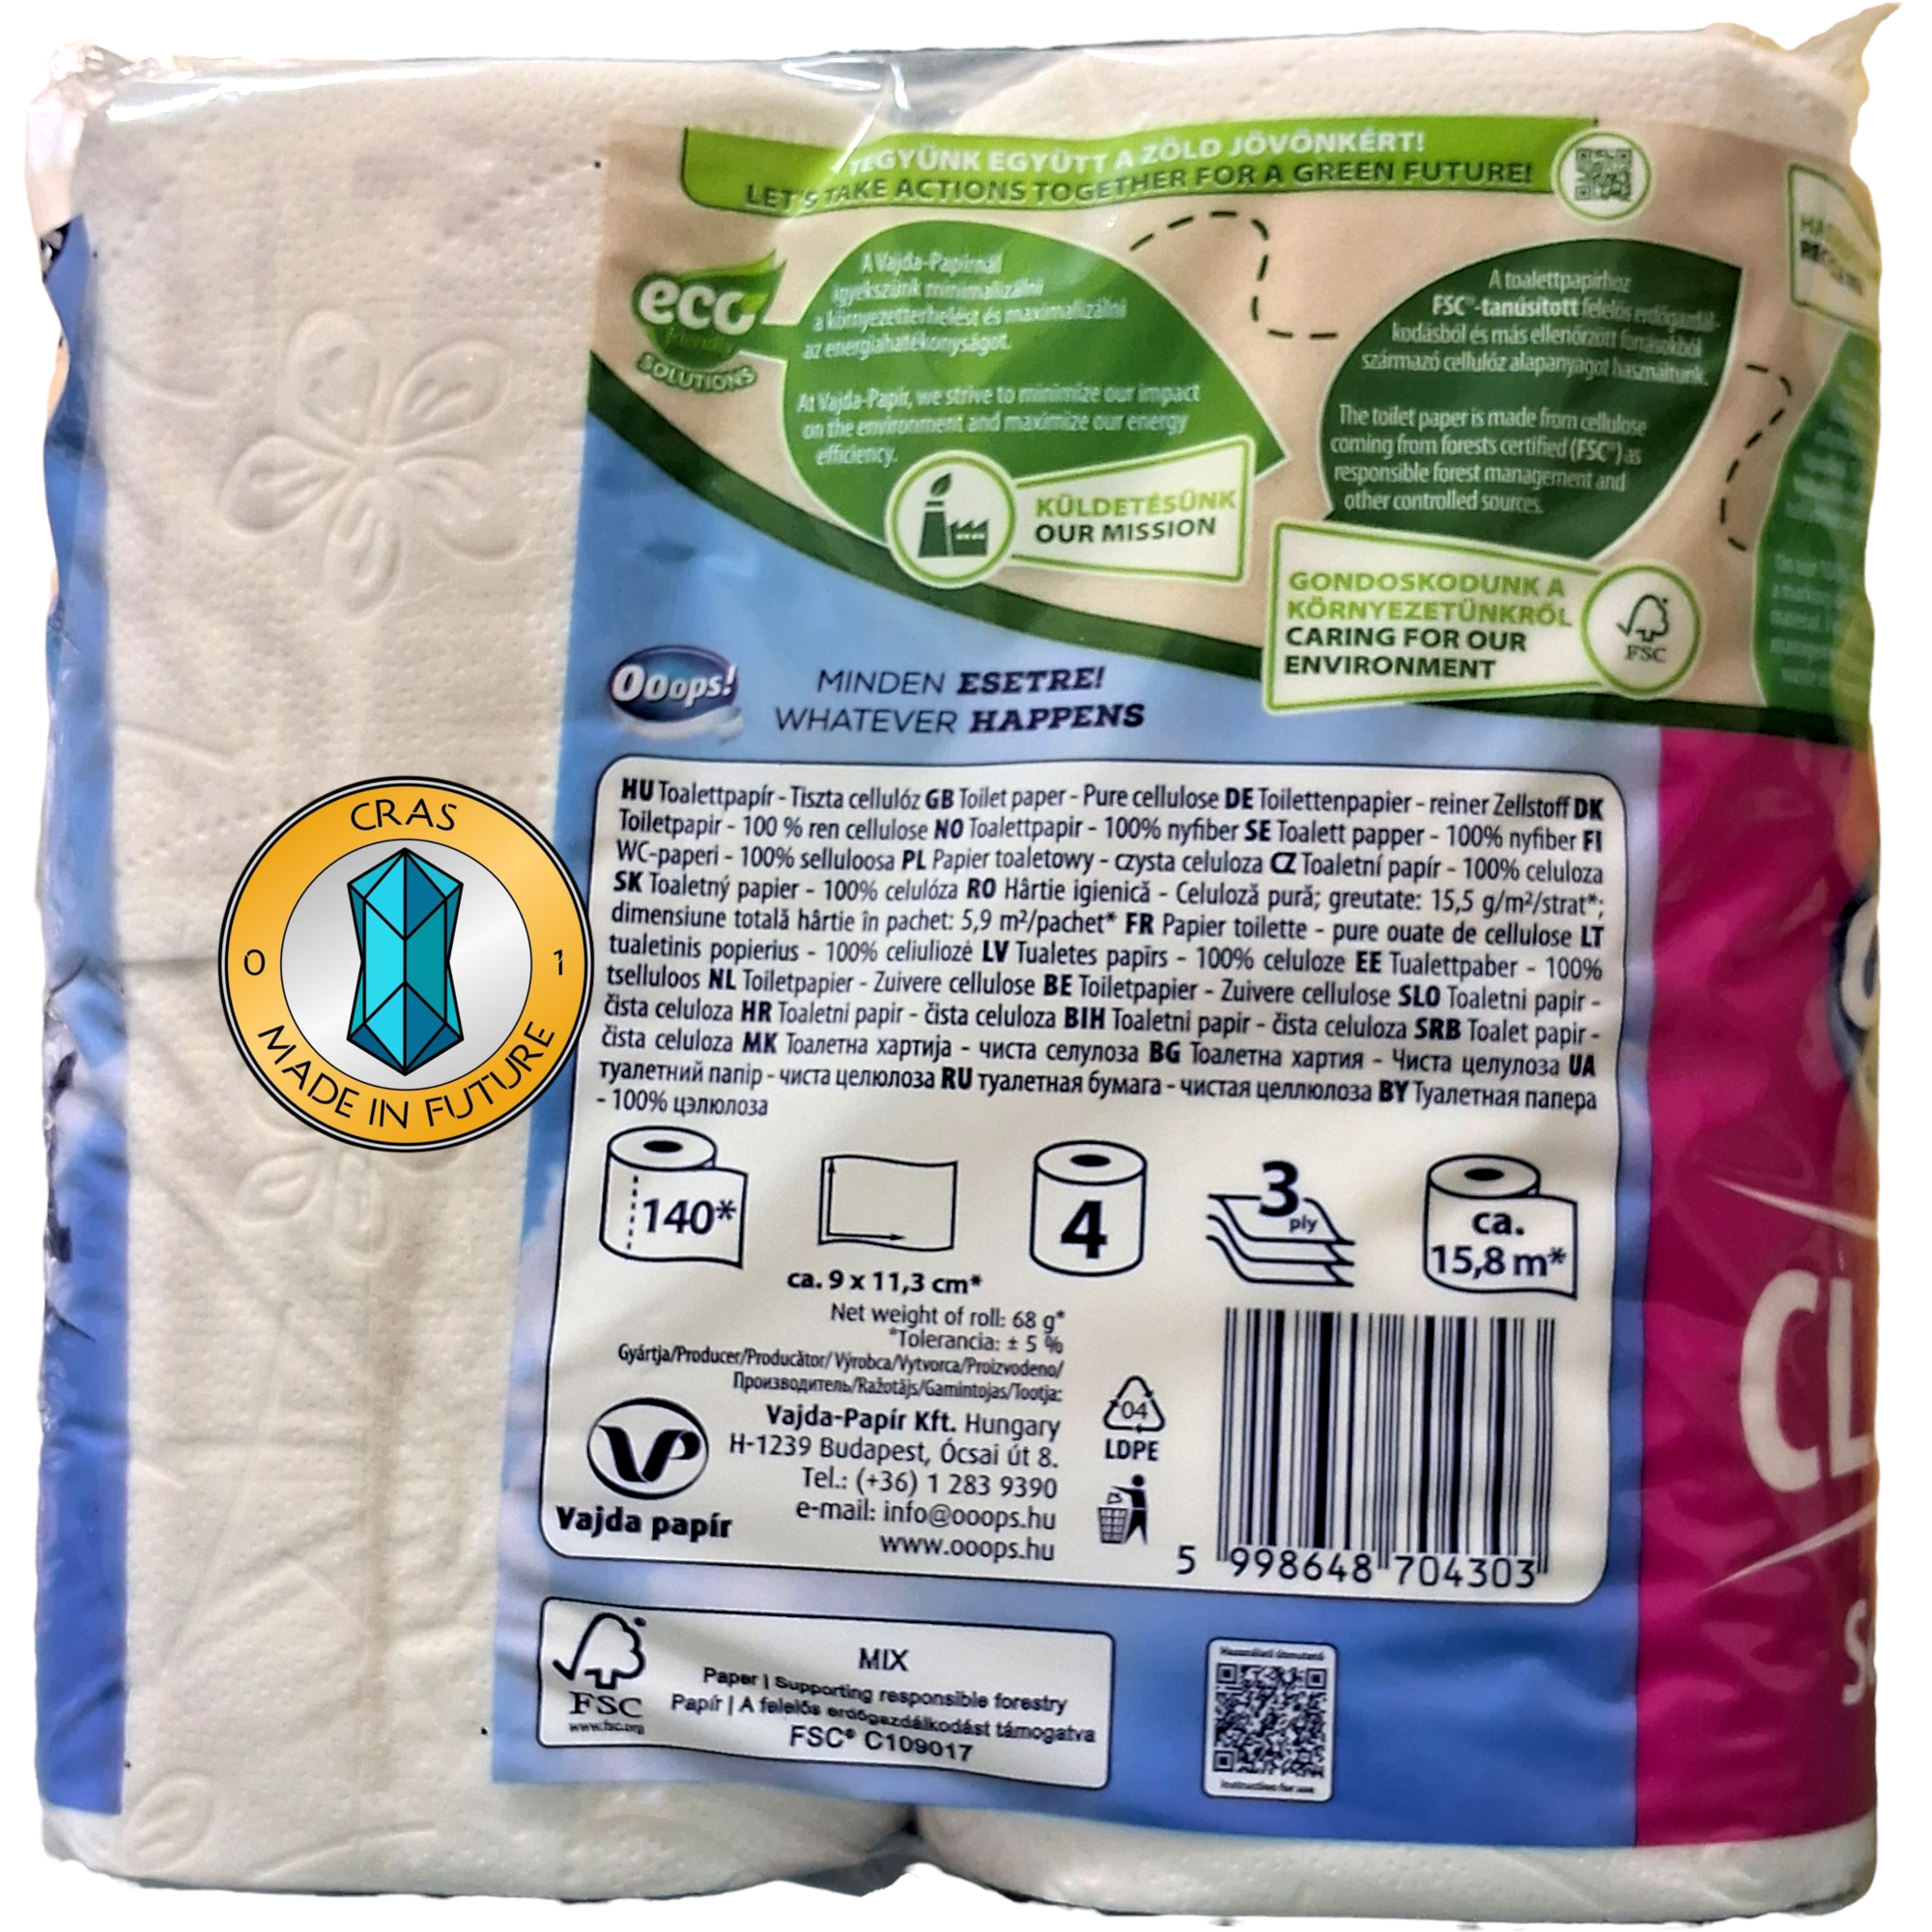 TEGYÜNK EGYÜTT A ZÖLD JÖVŐNKÉRT!
LET'S TAKE ACTIONS TOGETHER FOR A GREEN FUTURE!
eco
friendly
SOLUTIONS
A Vajda-Papírnál
igyekszünk minimalizálni
a környezetterhelést és maximalizálni
az energiahatékonyságot.
At Vajda-Papír, we strive to minimize our impact
on the environment and maximize our energy
efficiency.
KÜLDETÉSÜNK
OUR MISSION
A toalettpapírhoz
FSC®-tanúsított felelős erdőgazdál-
kodásból és más ellenőrzött forrásokból
származó cellulóz alapanyagot használtunk.
The toilet paper is made from cellulose
coming from forests certified (FSC®) as
responsible forest management and
other controlled sources.
GONDOSKODUNK A
KÖRNYEZETÜNKRŐL
CARING FOR OUR
ENVIRONMENT
FSC
Ooops!
MINDEN ESETRE!
WHATEVER HAPPENS
HU Toalettpapír - Tiszta cellulóz GB Toilet paper - Pure cellulose DE Toilettenpapier - reiner Zellstoff DK
Toiletpapir - 100 % ren cellulose NO Toalettpapir - 100% nyfiber SE Toalett papper - 100% nyfiber FI
WC-paperi - 100% selluloosa PL Papier toaletowy - czysta celuloza CZ Toaletní papír - 100% celuloza
SK Toaletný papier - 100% celulóza RO Hârtie igienică - Celuloză pură; greutate: 15,5 g/m²/strat*;
dimensiune totală hârtie în pachet: 5,9 m²/pachet* FR Papier toilette - pure ouate de cellulose LT
tualetinis popierius - 100% celiuliozė LV Tualetes papīrs - 100% celuloze EE Tualettpaber - 100%
tselluloos NL Toiletpapier - Zuivere cellulose BE Toiletpapier - Zuivere cellulose SLO Toaletni papir -
čista celuloza HR Toaletni papir - čista celuloza BIH Toaletni papir - čista celuloza SRB Toalet papir -
čista celuloza MK Тоалетна хартија - чиста селулоза BG Тоалетна хартия - Чиста целулоза UA
туалетний папір - чиста целюлоза RU туалетная бумага - чистая целлюлоза BY Туалетная папера
- 100% цэлюлоза
140*
ca. 9 x 11,3 cm*
4
3
ply
ca.
15,8 m*
Net weight of roll: 68 g*
*Tolerancia: ± 5 %
Gyártja/Producer/Producător/Výrobca/Vytvorca/Proizvodeno/
Производитель/Ražotājs/Gamintojas/Tootja:
Vajda-Papír Kft. Hungary
H-1239 Budapest, Ócsai út 8.
Tel.: (+36) 1 283 9390
e-mail: info@ooops.hu
www.ooops.hu
Vajda papír
04
LDPE
5 998648 704303
FSC
www.fsc.org
MIX
Paper | Supporting responsible forestry
Papír | A felelős erdőgazdálkodást támogatva
FSC® C109017
Használati útmutató
Instruction for use
CL
CRAS
0 1
MADE IN FUTURE